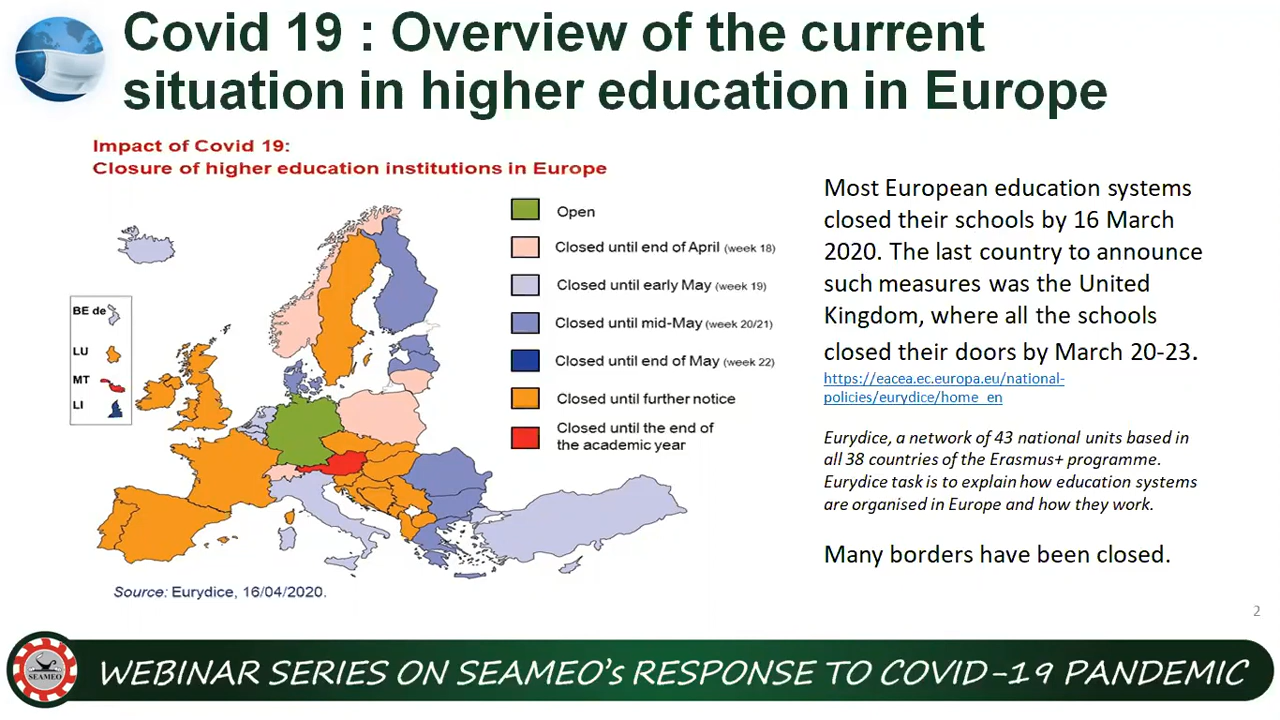 Covid 19 : Overview of the current
situation in higher education in Europe
Impact of Covid 19:
Closure of higher education institutions in Europe
Open
Closed until end of April (week 18)
Closed until early May (week 19)
Closed until mid-May (week 20/21)
Closed until end of May (week 22)
Closed until further notice
Closed until the end of
the academic year
BE de
LU
MT
LI
Source: Eurydice, 16/04/2020.
Most European education systems
closed their schools by 16 March
2020. The last country to announce
such measures was the United
Kingdom, where all the schools
closed their doors by March 20-23.
https://eacea.ec.europa.eu/national-
policies/eurydice/home_en
Eurydice, a network of 43 national units based in
all 38 countries of the Erasmus+ programme.
Eurydice task is to explain how education systems
are organised in Europe and how they work.
Many borders have been closed.
2
SEAMEO
WEBINAR SERIES ON SEAMEO's RESPONSE TO COVID-19 PANDEMIC